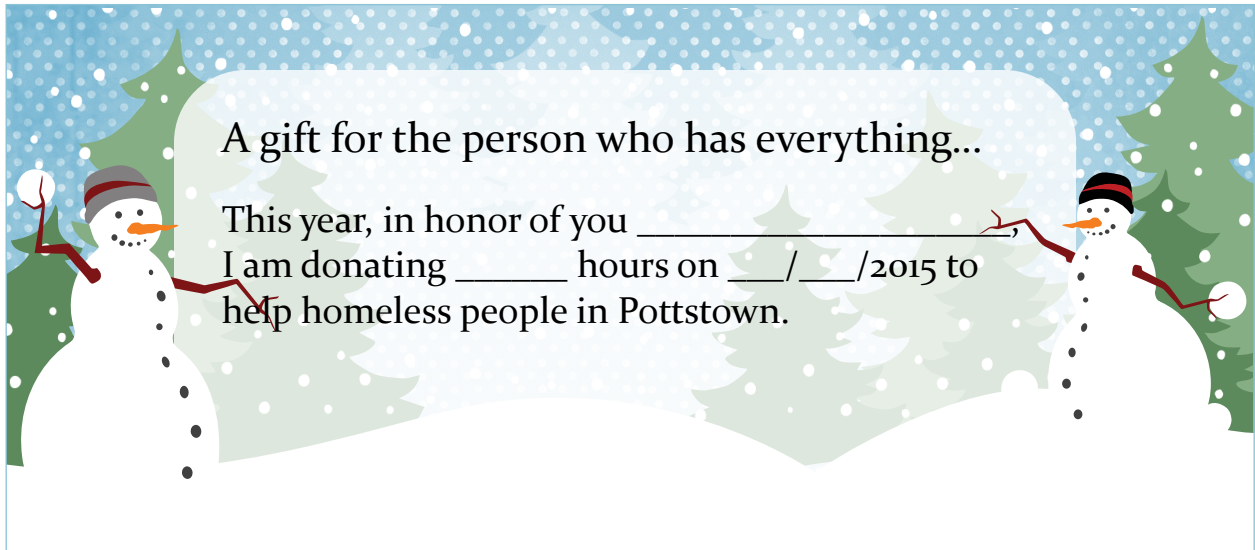 A gift for the person who has everything...
This year, in honor of you ____________________,
I am donating ______ hours on ___/___/2015 to
help homeless people in Pottstown.